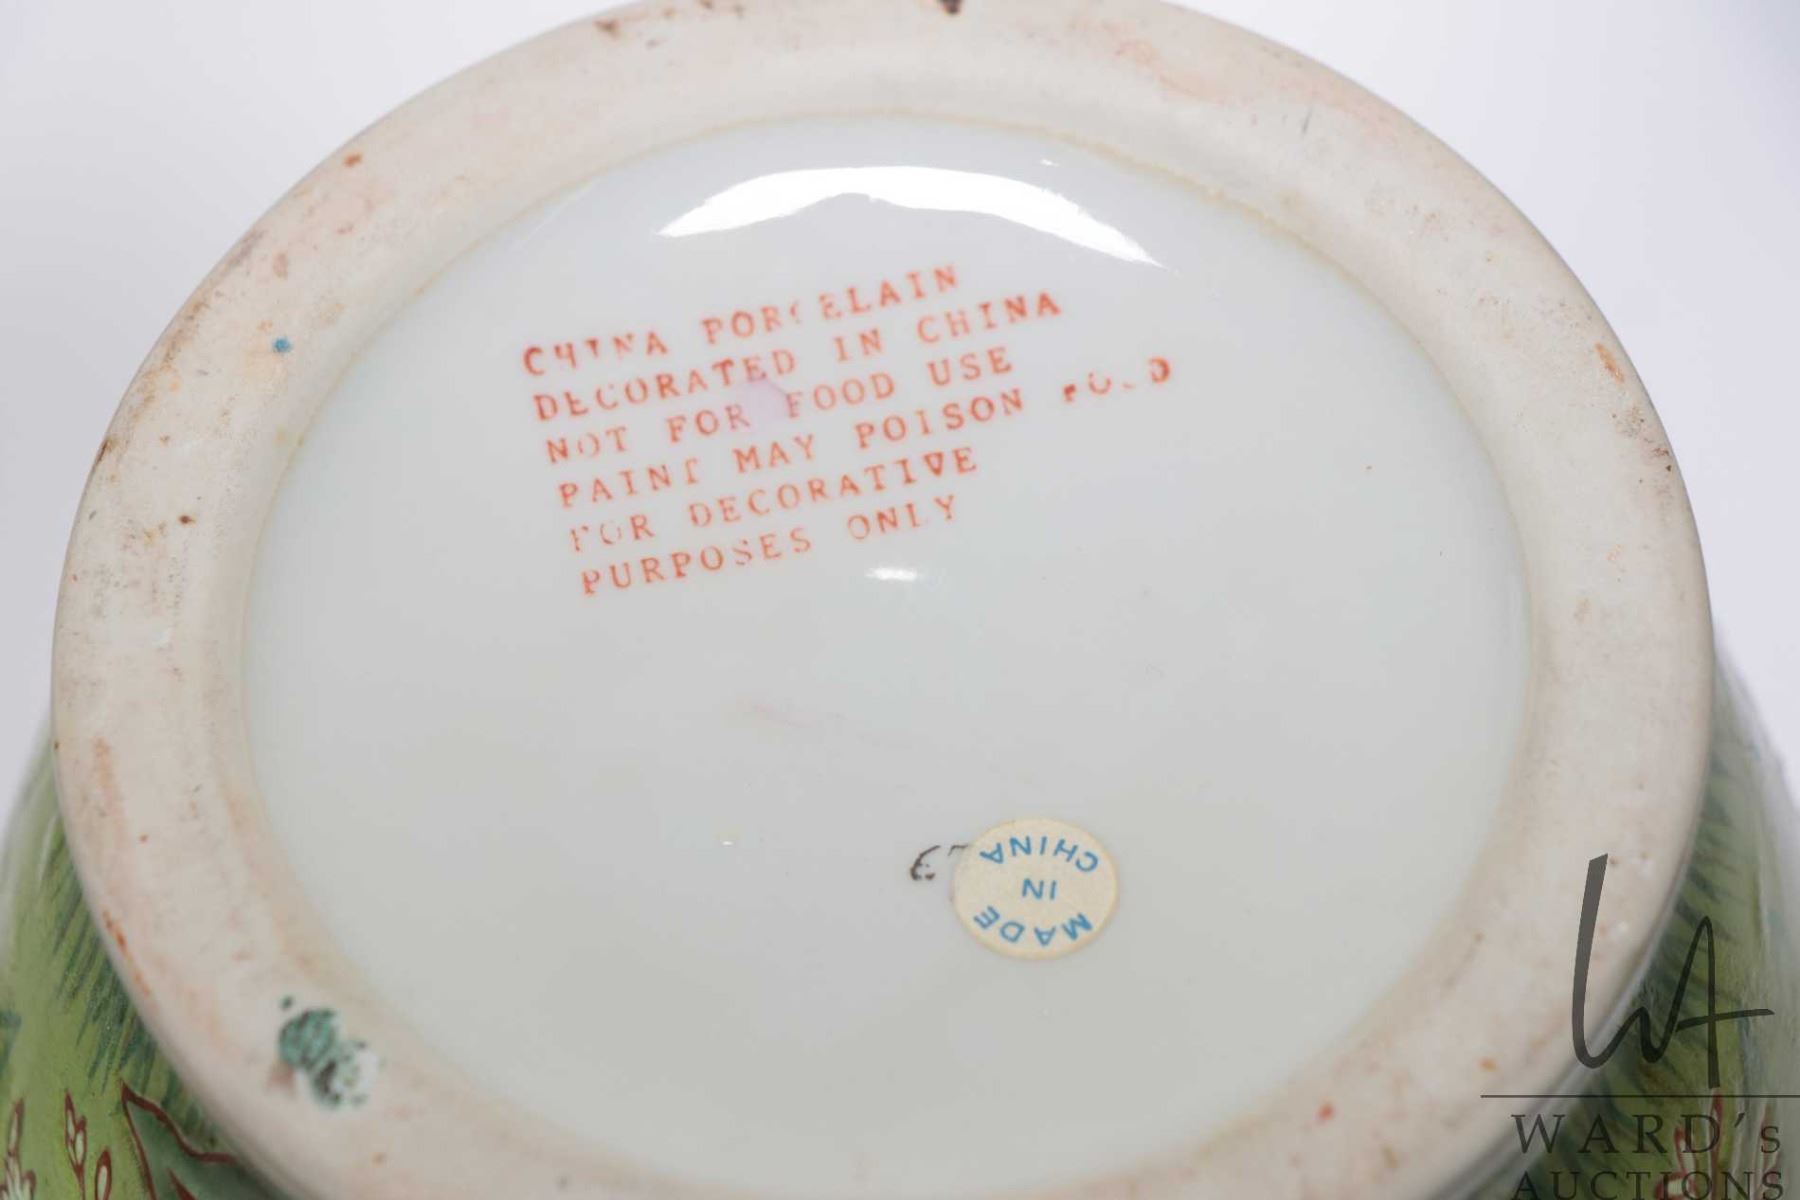 CHINA PORCELAIN
DECORATED IN CHINA
NOT FOR FOOD USE
PAINT MAY POISON FOOD
FOR DECORATIVE
PURPOSES ONLY
MADE
IN
CHINA
WA
WARD's
AUCTIONS